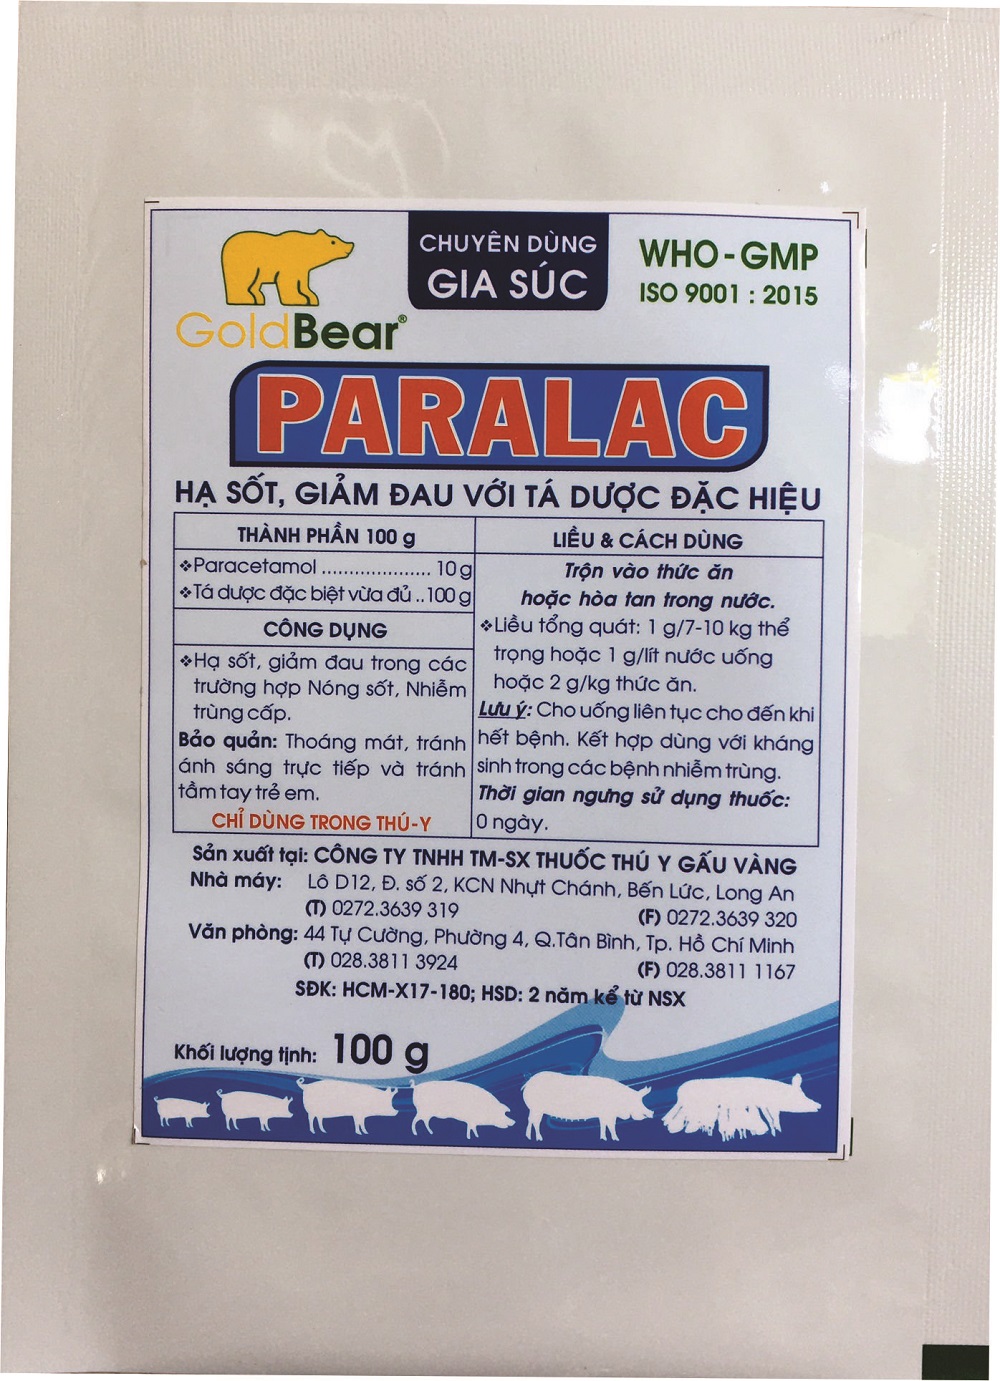 CHUYÊN DÙNG
GIA SÚC
WHO - GMP
ISO 9001 : 2015
GoldBear®
PARALAC
HẠ SỐT, GIẢM ĐAU VỚI TÁ DƯỢC ĐẶC HIỆU
THÀNH PHẦN 100 g
❖Paracetamol .................... 10 g
❖Tá dược đặc biệt vừa đủ ..100 g
CÔNG DỤNG
❖Hạ sốt, giảm đau trong các
trường hợp Nóng sốt, Nhiễm
trùng cấp.
Bảo quản: Thoáng mát, tránh
ánh sáng trực tiếp và tránh
tầm tay trẻ em.
CHỈ DÙNG TRONG THÚ-Y
LIỀU & CÁCH DÙNG
Trộn vào thức ăn
hoặc hòa tan trong nước.
❖Liều tổng quát: 1 g/7-10 kg thể
trọng hoặc 1 g/lít nước uống
hoặc 2 g/kg thức ăn.
Lưu ý: Cho uống liên tục cho đến khi
hết bệnh. Kết hợp dùng với kháng
sinh trong các bệnh nhiễm trùng.
Thời gian ngưng sử dụng thuốc:
0 ngày.
Sản xuất tại: CÔNG TY TNHH TM-SX THUỐC THÚ Y GẤU VÀNG
Nhà máy: Lô D12, Đ. số 2, KCN Nhựt Chánh, Bến Lức, Long An
(T) 0272.3639 319 (F) 0272.3639 320
Văn phòng: 44 Tự Cường, Phường 4, Q.Tân Bình, Tp. Hồ Chí Minh
(T) 028.3811 3924 (F) 028.3811 1167
SĐK: HCM-X17-180; HSD: 2 năm kể từ NSX
Khối lượng tịnh: 100 g